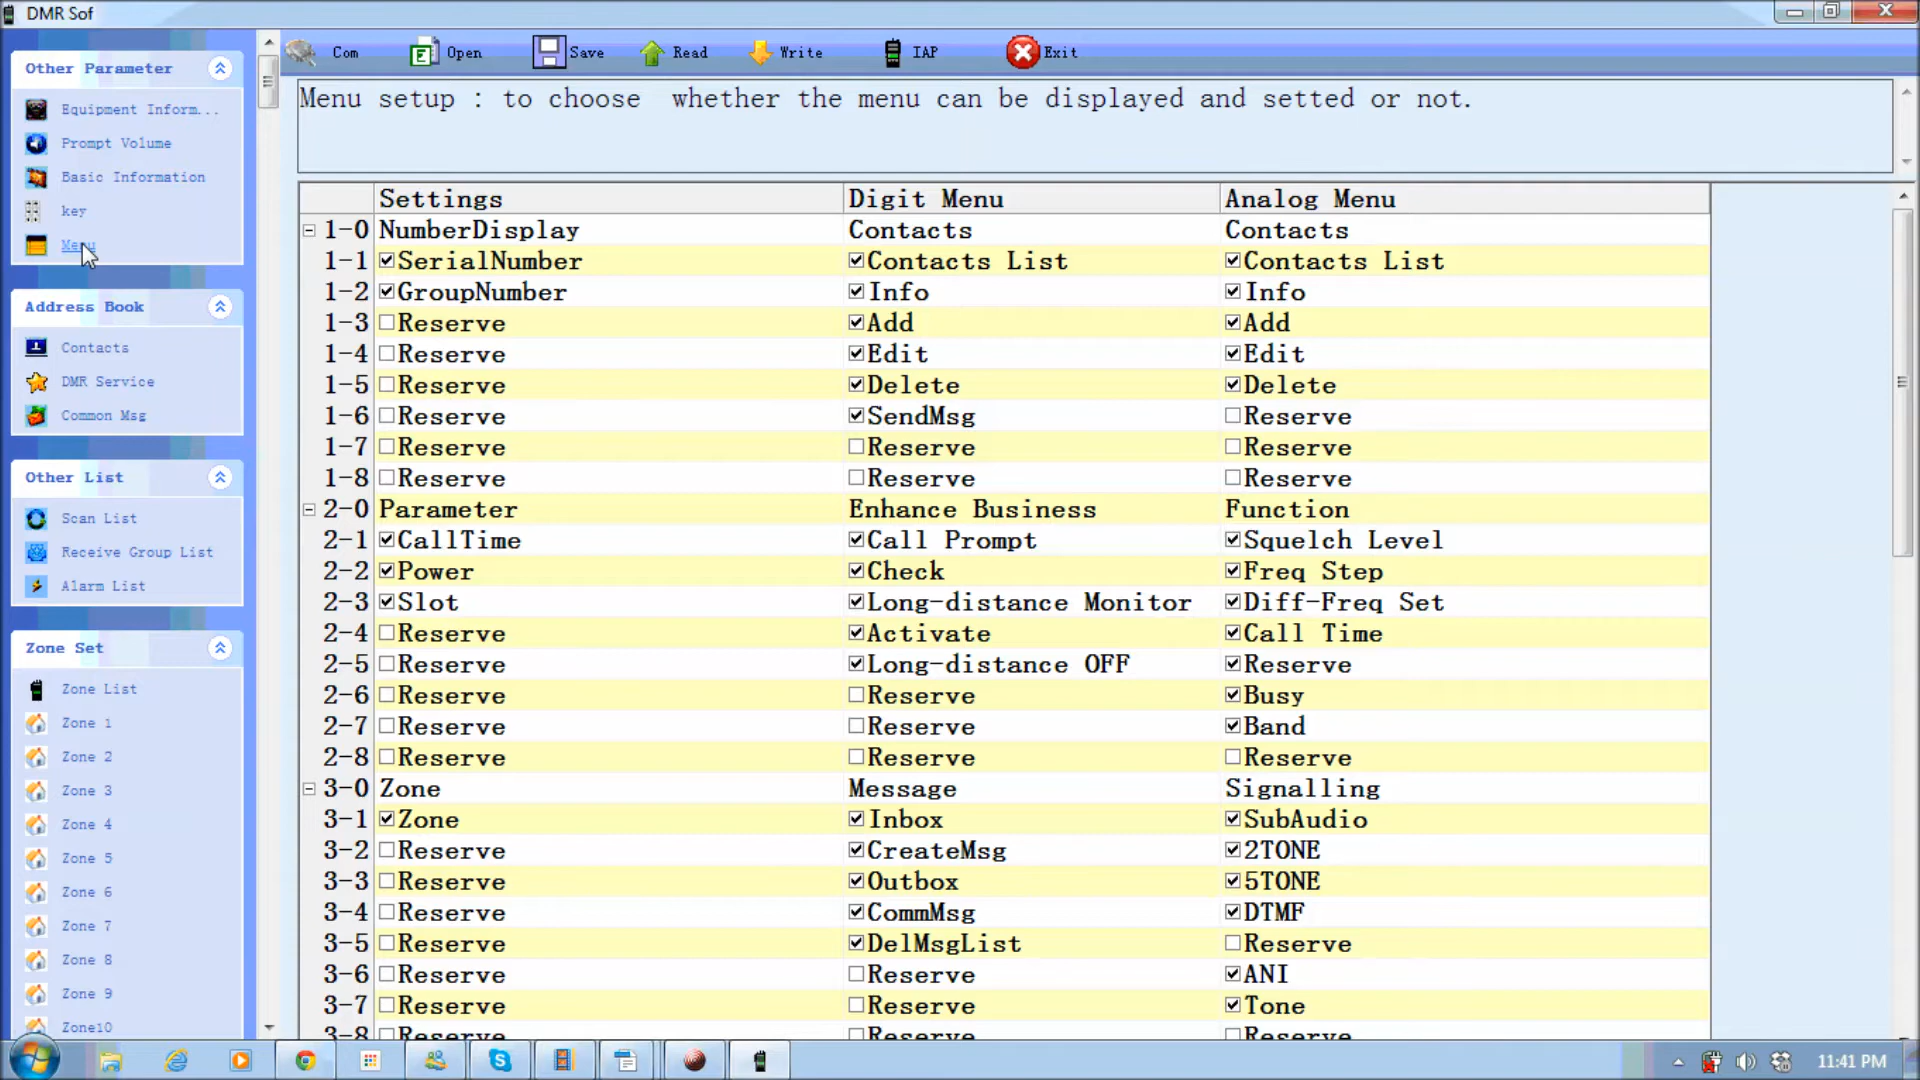 DMR Sof
Com Open Save Read Write IAP Exit
Other Parameter
Equipment Inform...
Prompt Volume
Basic Information
key
Menu
Address Book
Contacts
DMR Service
Common Msg
Other List
Scan List
Receive Group List
Alarm List
Zone Set
Zone List
Zone 1
Zone 2
Zone 3
Zone 4
Zone 5
Zone 6
Zone 7
Zone 8
Zone 9
Zone10
Menu setup : to choose whether the menu can be displayed and setted or not.
Settings Digit Menu Analog Menu
1-0 NumberDisplay Contacts Contacts
1-1 SerialNumber Contacts List Contacts List
1-2 GroupNumber Info Info
1-3 Reserve Add Add
1-4 Reserve Edit Edit
1-5 Reserve Delete Delete
1-6 Reserve SendMsg Reserve
1-7 Reserve Reserve Reserve
1-8 Reserve Reserve Reserve
2-0 Parameter Enhance Business Function
2-1 CallTime Call Prompt Squelch Level
2-2 Power Check Freq Step
2-3 Slot Long-distance Monitor Diff-Freq Set
2-4 Reserve Activate Call Time
2-5 Reserve Long-distance OFF Reserve
2-6 Reserve Reserve Busy
2-7 Reserve Reserve Band
2-8 Reserve Reserve Reserve
3-0 Zone Message Signalling
3-1 Zone Inbox SubAudio
3-2 Reserve CreateMsg 2TONE
3-3 Reserve Outbox 5TONE
3-4 Reserve CommMsg DTMF
3-5 Reserve DelMsgList Reserve
3-6 Reserve Reserve ANI
3-7 Reserve Reserve Tone
3-8 Reserve Reserve Reserve
11:41 PM